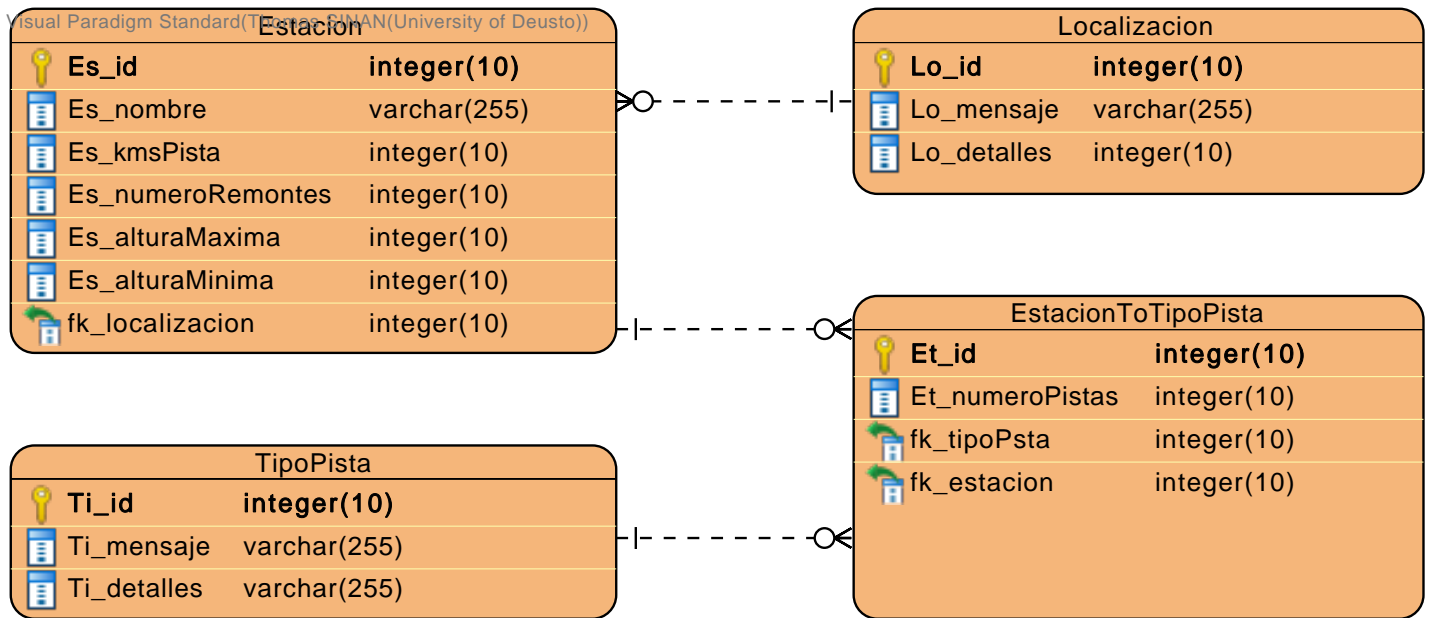 Visual Paradigm Standard(Thomas SINAN(University of Deusto))
Estacion
Es_id integer(10)
Es_nombre varchar(255)
Es_kmsPista integer(10)
Es_numeroRemontes integer(10)
Es_alturaMaxima integer(10)
Es_alturaMinima integer(10)
fk_localizacion integer(10)
Localizacion
Lo_id integer(10)
Lo_mensaje varchar(255)
Lo_detalles integer(10)
EstacionToTipoPista
Et_id integer(10)
Et_numeroPistas integer(10)
fk_tipoPsta integer(10)
fk_estacion integer(10)
TipoPista
Ti_id integer(10)
Ti_mensaje varchar(255)
Ti_detalles varchar(255)